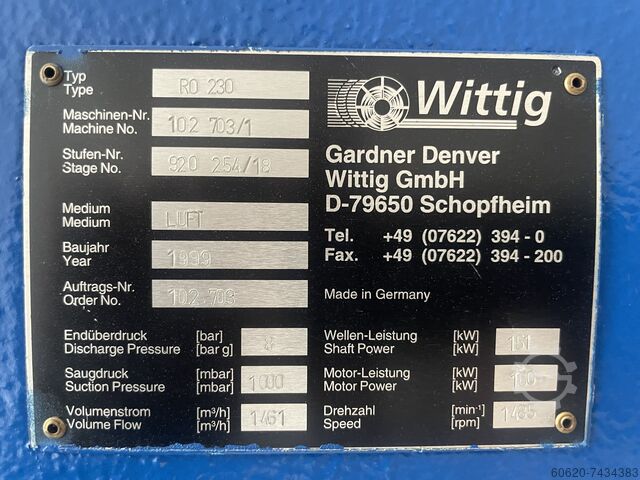 Wittig
Gardner Denver
Wittig GmbH
D-79650 Schopfheim
Tel. +49 (07622) 394 - 0
Fax. +49 (07622) 394 - 200
Made in Germany
Typ
Type RO 230
Maschinen-Nr.
Machine No. 102 703/1
Stufen-Nr.
Stage No. 920 254/18
Medium
Medium LUFT
Baujahr
Year 1999
Auftrags-Nr.
Order No. 102.703
Endüberdruck [bar]
Discharge Pressure [bar g] 8
Saugdruck [mbar]
Suction Pressure [mbar] 1000
Volumenstrom [m³/h]
Volume Flow [m³/h] 1461
Wellen-Leistung [kW]
Shaft Power [kW] 151
Motor-Leistung [kW]
Motor Power [kW]
Drehzahl [min-¹]
Speed [rpm] 1485
60620-7434383